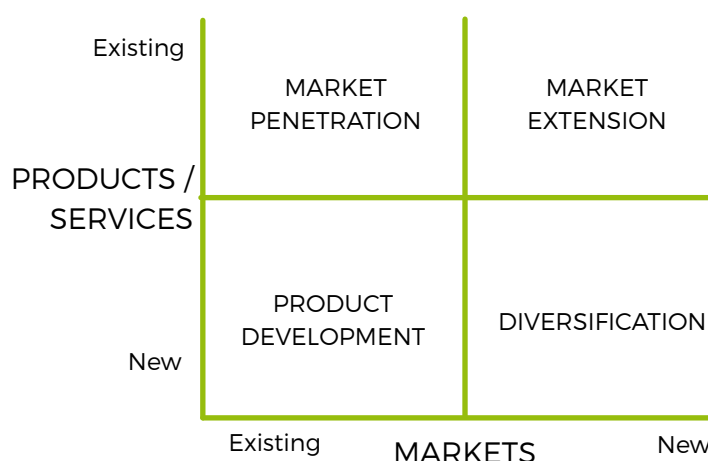 Existing
MARKET
PENETRATION
MARKET
EXTENSION
PRODUCTS /
SERVICES
PRODUCT
DEVELOPMENT
DIVERSIFICATION
New
Existing
MARKETS
New